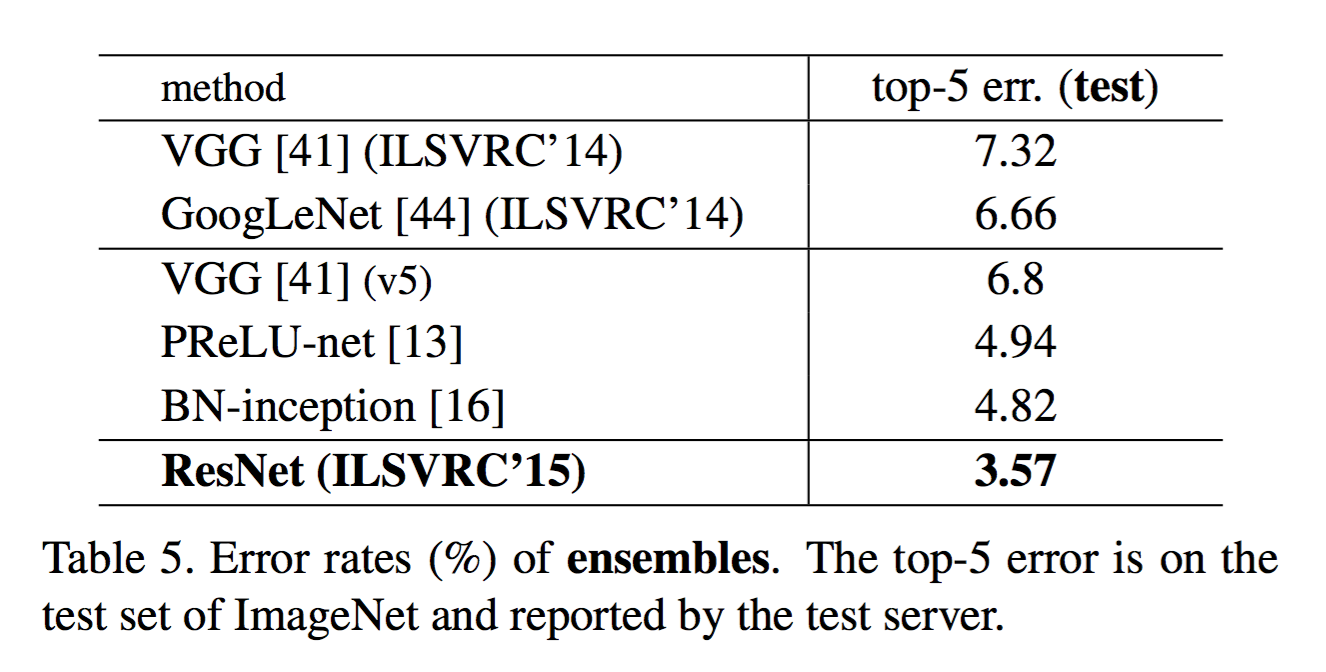 method top-5 err. (test)
VGG [41] (ILSVRC’14) 7.32
GoogLeNet [44] (ILSVRC’14) 6.66
VGG [41] (v5) 6.8
PReLU-net [13] 4.94
BN-inception [16] 4.82
ResNet (ILSVRC’15) 3.57
Table 5. Error rates (%) of ensembles. The top-5 error is on the
test set of ImageNet and reported by the test server.